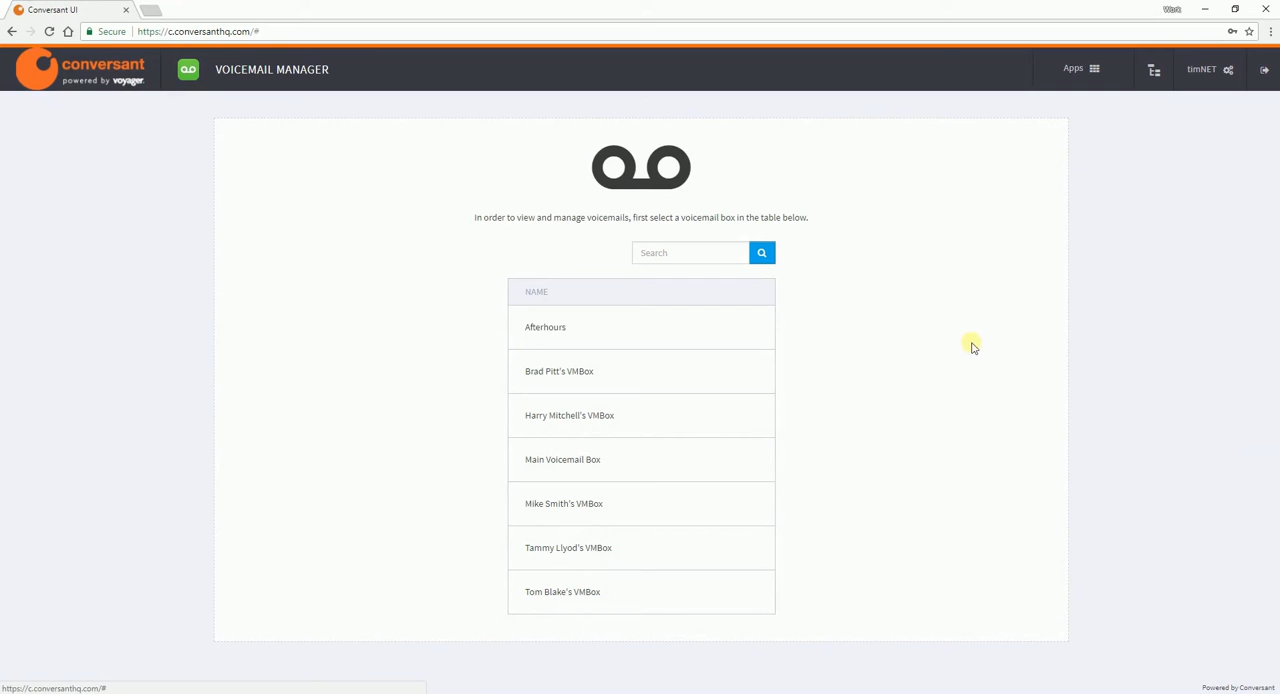 Conversant UI
Work
Secure https://c.conversanthq.com/#
conversant
powered by voyager
VOICEMAIL MANAGER
Apps
timNET
In order to view and manage voicemails, first select a voicemail box in the table below.
Search
NAME
Afterhours
Brad Pitt's VMBox
Harry Mitchell's VMBox
Main Voicemail Box
Mike Smith's VMBox
Tammy Llyod's VMBox
Tom Blake's VMBox
https://c.conversanthq.com/#
Powered by Conversant